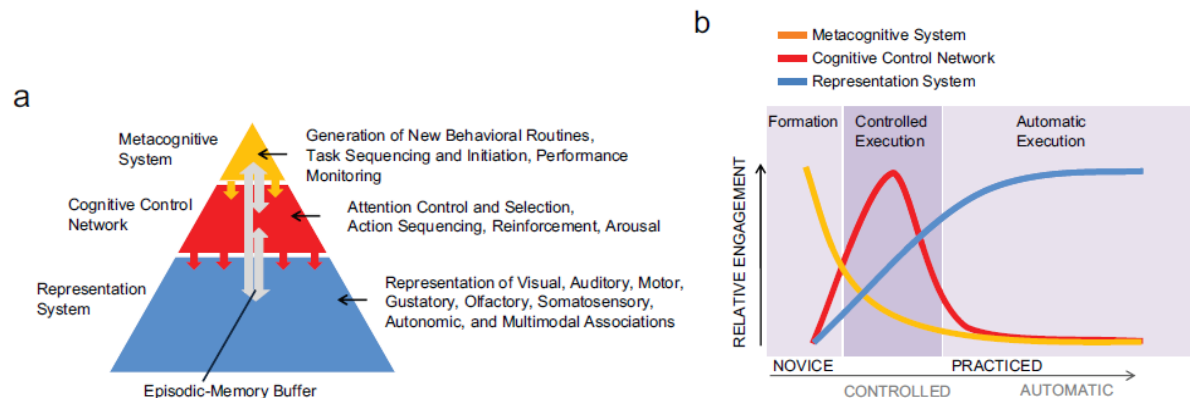 a
Metacognitive
System
Generation of New Behavioral Routines,
Task Sequencing and Initiation, Performance
Monitoring
Cognitive Control
Network
Attention Control and Selection,
Action Sequencing, Reinforcement, Arousal
Representation
System
Representation of Visual, Auditory, Motor,
Gustatory, Olfactory, Somatosensory,
Autonomic, and Multimodal Associations
Episodic-Memory Buffer
b
Metacognitive System
Cognitive Control Network
Representation System
Formation
Controlled
Execution
Automatic
Execution
RELATIVE ENGAGEMENT
NOVICE
PRACTICED
CONTROLLED
AUTOMATIC